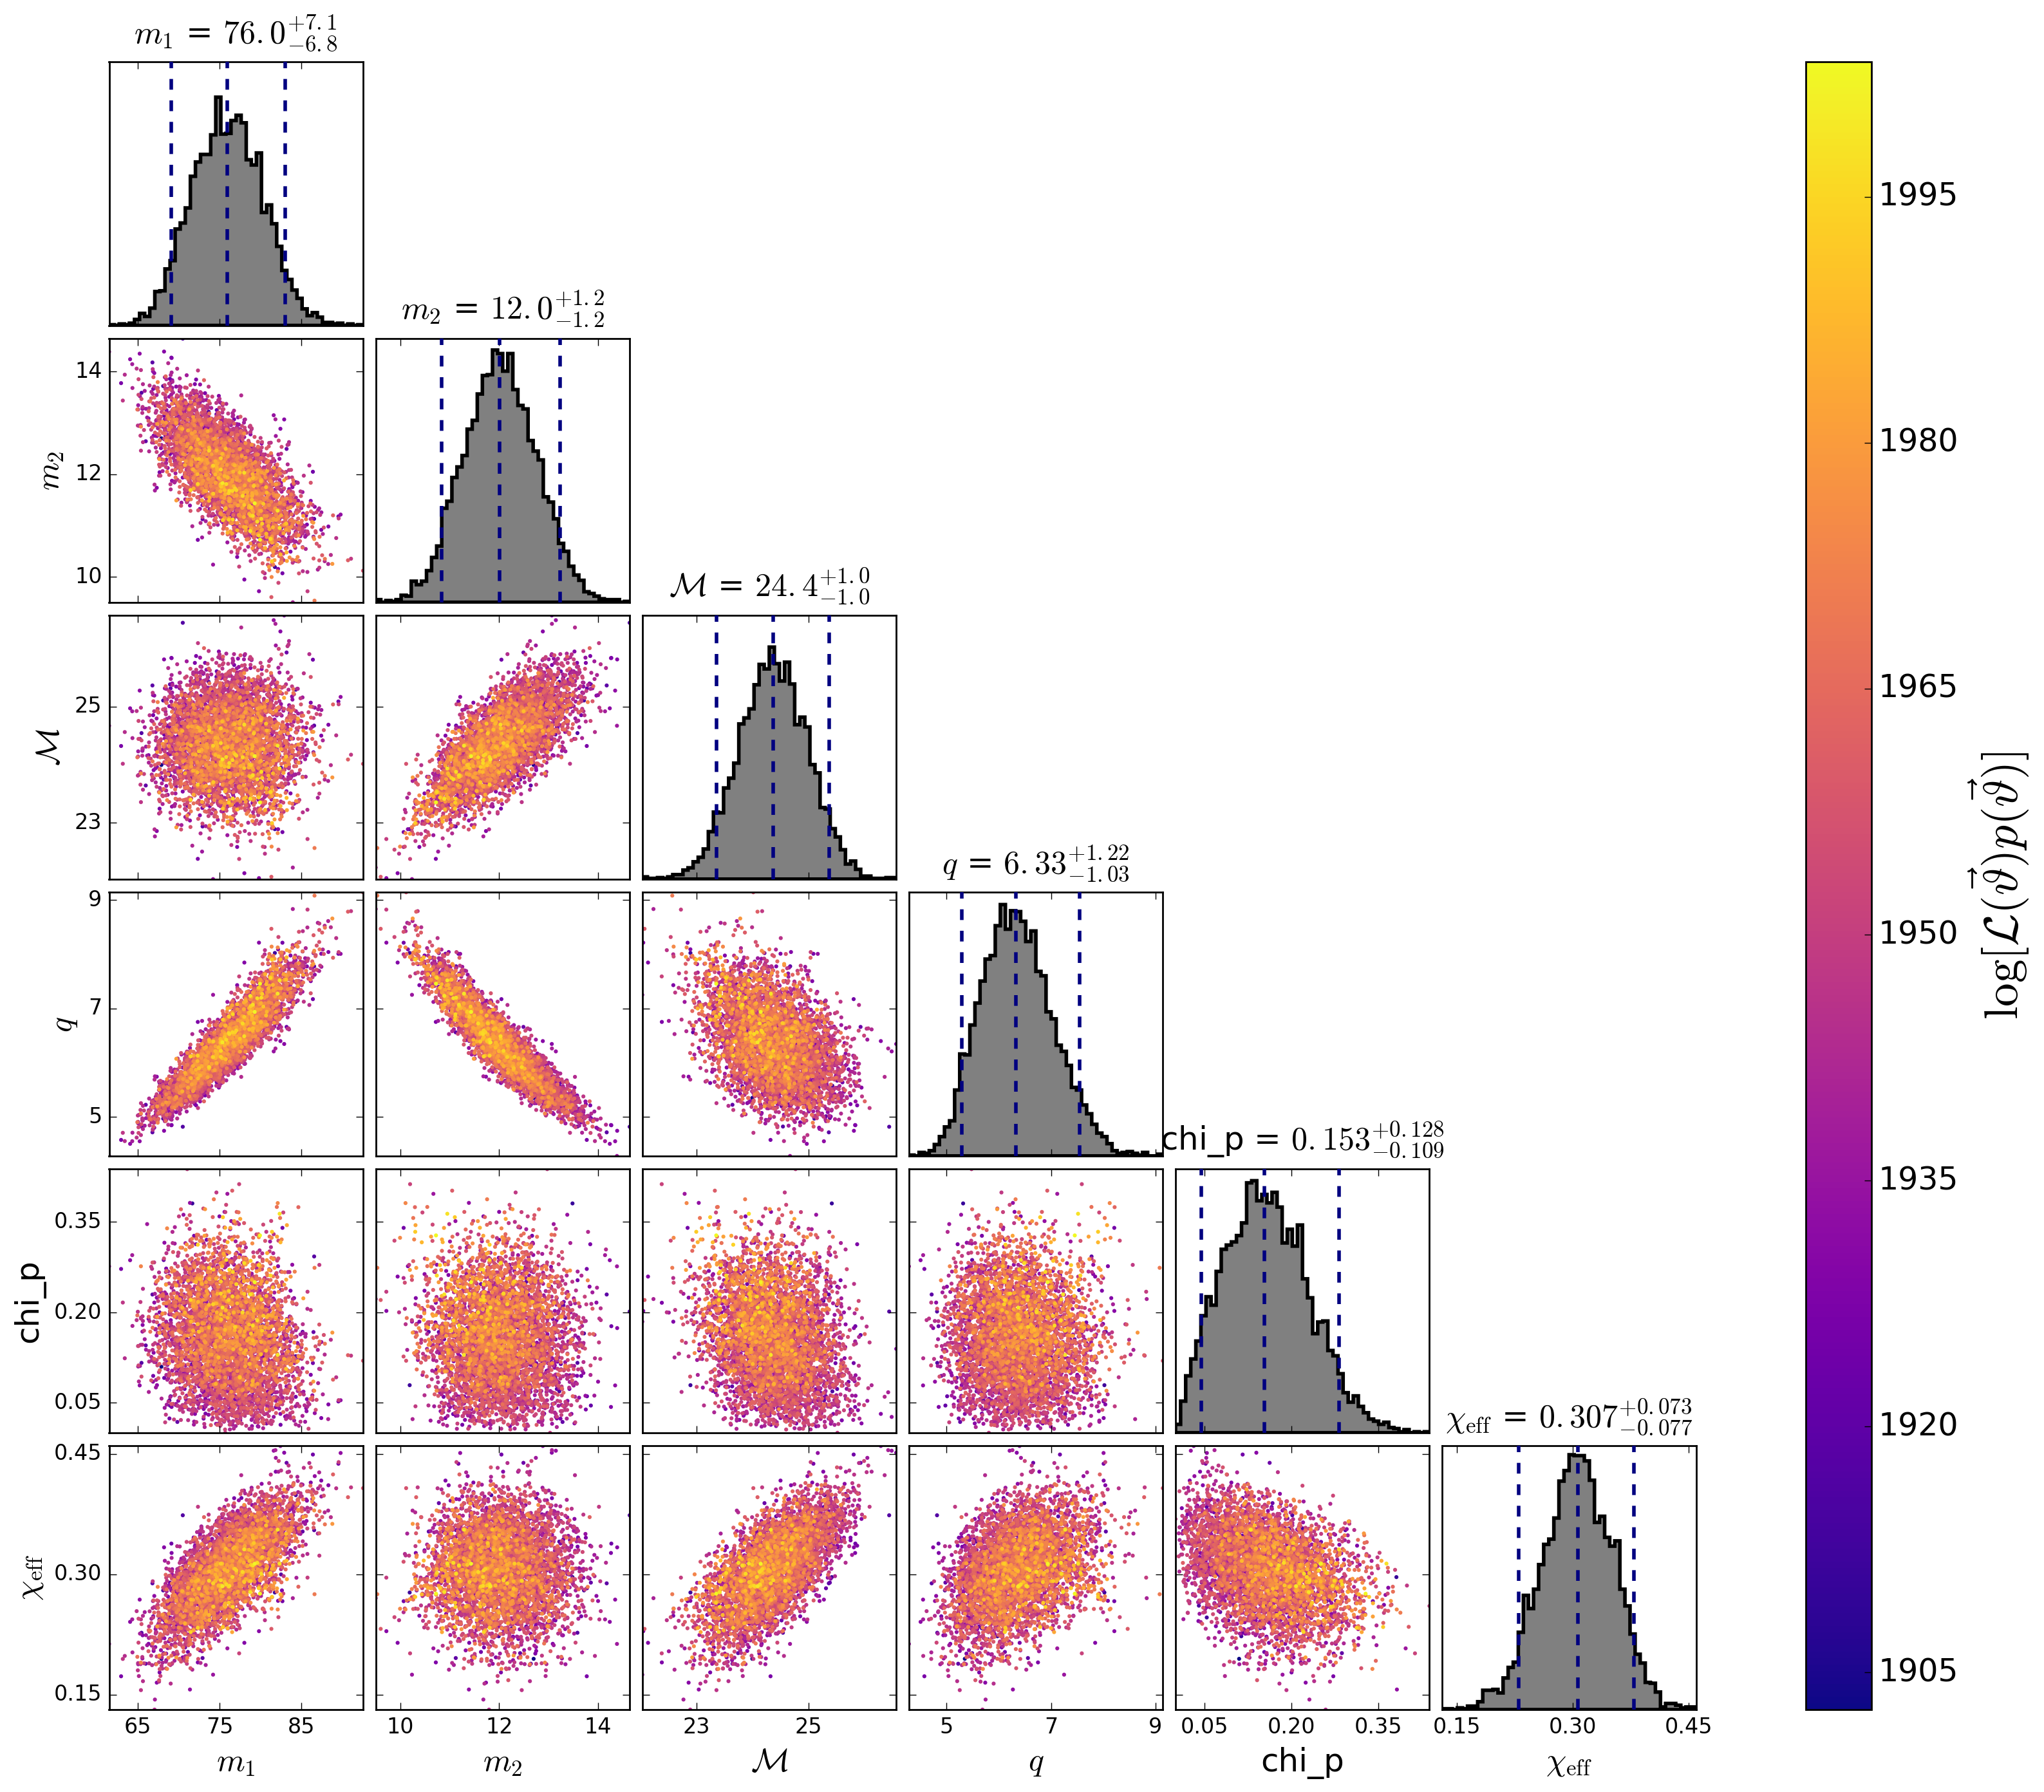 m₁ = 76.0 +7.1 −6.8
m₂ = 12.0 +1.2 −1.2
ℳ = 24.4 +1.0 −1.0
q = 6.33 +1.22 −1.03
chi_p = 0.153 +0.128 −0.109
χeff = 0.307 +0.073 −0.077
m₂
14
12
10
ℳ
25
23
q
9
7
5
chi_p
0.35
0.20
0.05
χeff
0.45
0.30
0.15
65 75 85
10 12 14
23 25
5 7 9
0.05 0.20 0.35
0.15 0.30 0.45
m₁
m₂
ℳ
q
chi_p
χeff
1995
1980
1965
1950
1935
1920
1905
log[ℒ(ϑ⃗)p(ϑ⃗)]